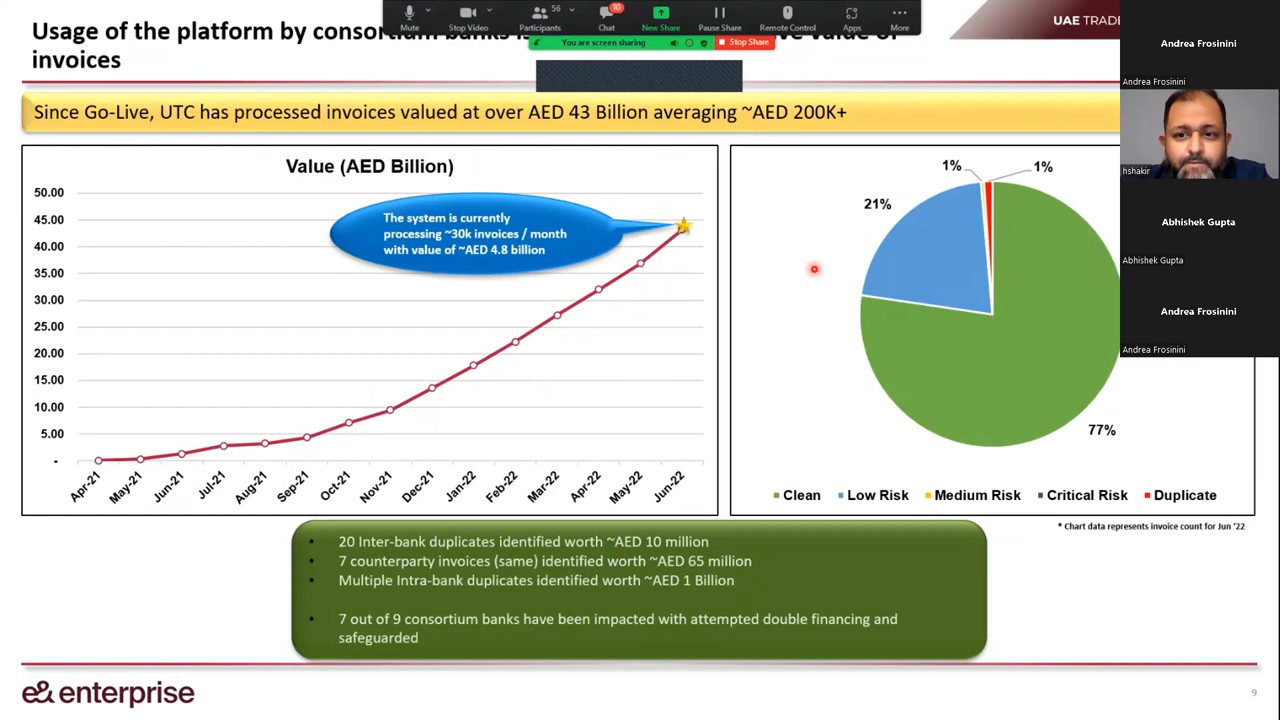 Mute
Stop Video
56
Participants
10
Chat
New Share
Pause Share
Remote Control
Apps
More
You are screen sharing
Stop Share
Usage of the platform by
of
invoices
UAE
Andrea Frosinini
Andrea Frosinini
hshakir
Abhishek Gupta
Abhishek Gupta
Andrea Frosinini
Andrea Frosinini
Since Go-Live, UTC has processed invoices valued at over AED 43 Billion averaging ~AED 200K+
Value (AED Billion)
50.00
45.00
40.00
35.00
30.00
25.00
20.00
15.00
10.00
5.00
-
The system is currently
processing ~30k invoices / month
with value of ~AED 4.8 billion
Apr-21
May-21
Jun-21
Jul-21
Aug-21
Sep-21
Oct-21
Nov-21
Dec-21
Jan-22
Feb-22
Mar-22
Apr-22
May-22
Jun-22
1%
1%
21%
77%
Clean
Low Risk
Medium Risk
Critical Risk
Duplicate
* Chart data represents invoice count for Jun '22
• 20 Inter-bank duplicates identified worth ~AED 10 million
• 7 counterparty invoices (same) identified worth ~AED 65 million
• Multiple Intra-bank duplicates identified worth ~AED 1 Billion
• 7 out of 9 consortium banks have been impacted with attempted double financing and
safeguarded
e& enterprise
9